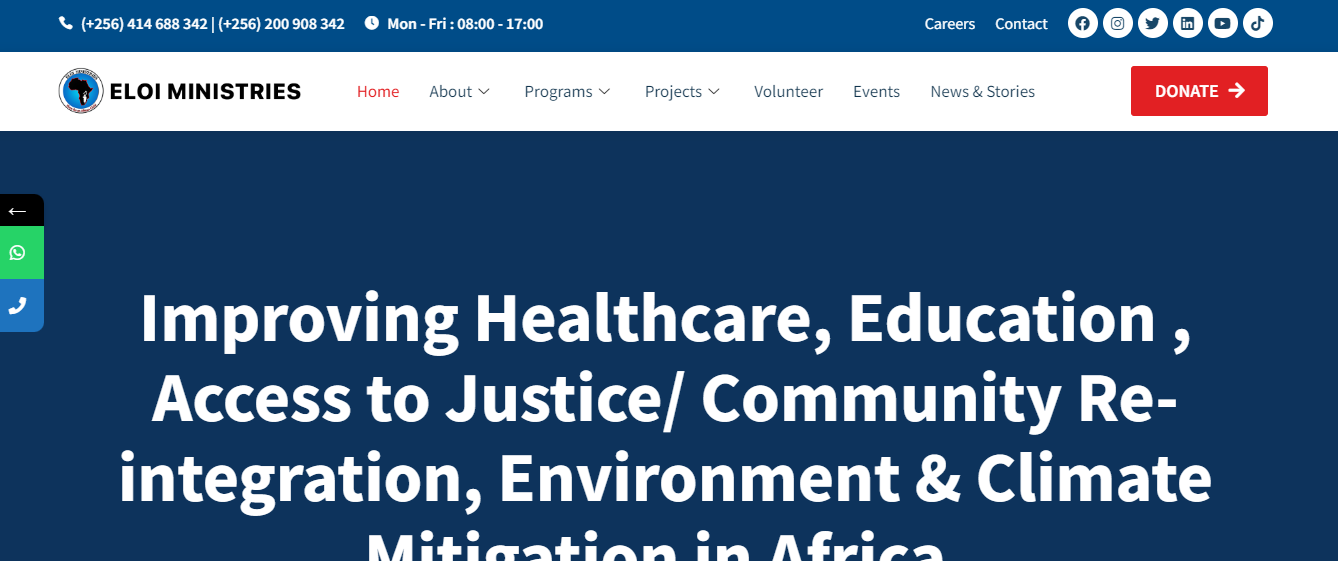 (+256) 414 688 342 | (+256) 200 908 342 Mon - Fri : 08:00 - 17:00 Careers Contact
ELOI MINISTRIES Home About Programs Projects Volunteer Events News & Stories DONATE
Improving Healthcare, Education ,
Access to Justice/ Community Re-
integration, Environment & Climate
Mitigation in Africa